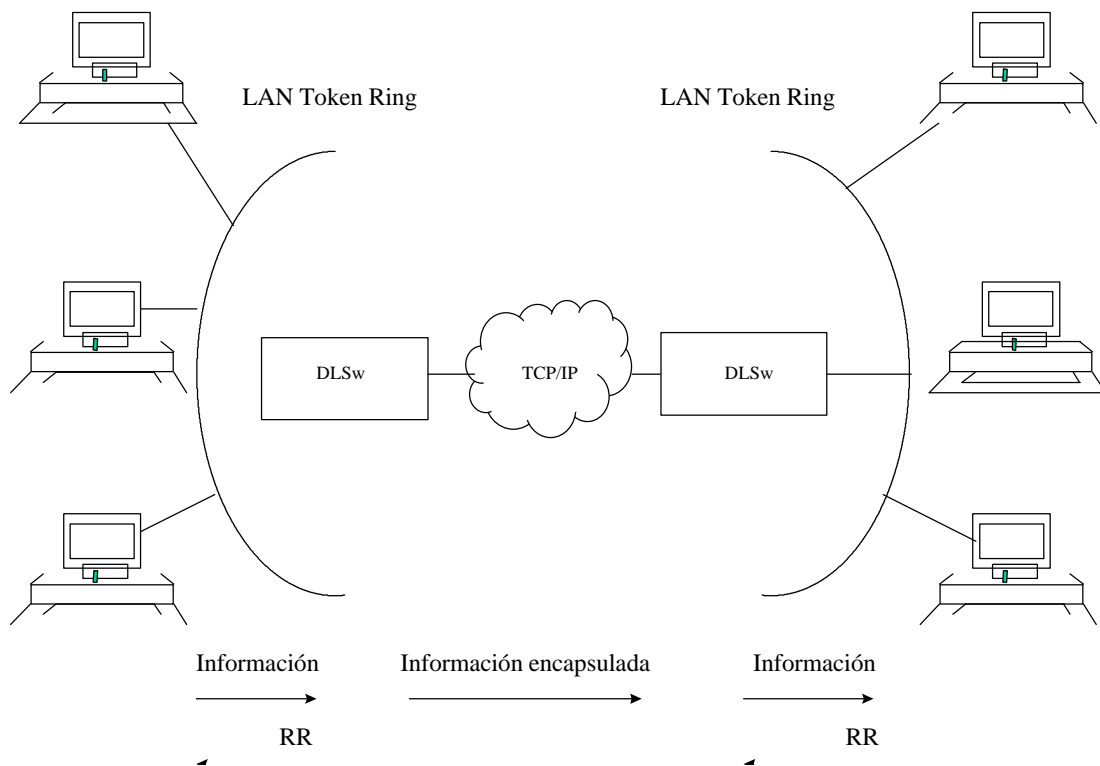 LAN Token Ring
LAN Token Ring
DLSw
TCP/IP
DLSw
Información
Información encapsulada
Información
RR
RR